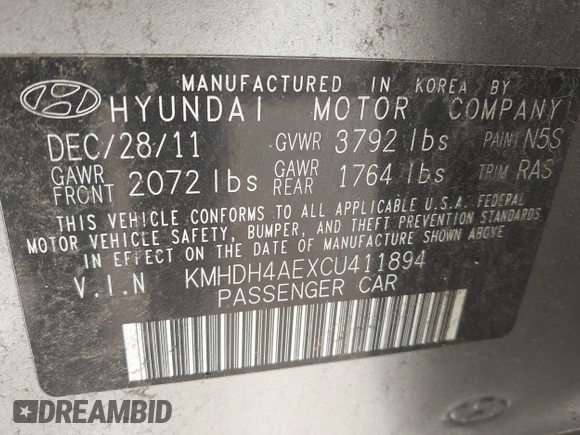 MANUFACTURED IN KOREA BY
HYUNDAI MOTOR COMPANY
DEC/28/11 GVWR 3792 lbs PAINT N5S
GAWR FRONT 2072 lbs GAWR REAR 1764 lbs TRIM RAS
THIS VEHICLE CONFORMS TO ALL APPLICABLE U.S.A. FEDERAL
MOTOR VEHICLE SAFETY, BUMPER, AND THEFT PREVENTION STANDARDS
IN EFFECT ON THE DATE OF MANUFACTURE SHOWN ABOVE
V.I.N KMHDH4AEXCU411894
PASSENGER CAR
DREAMBID